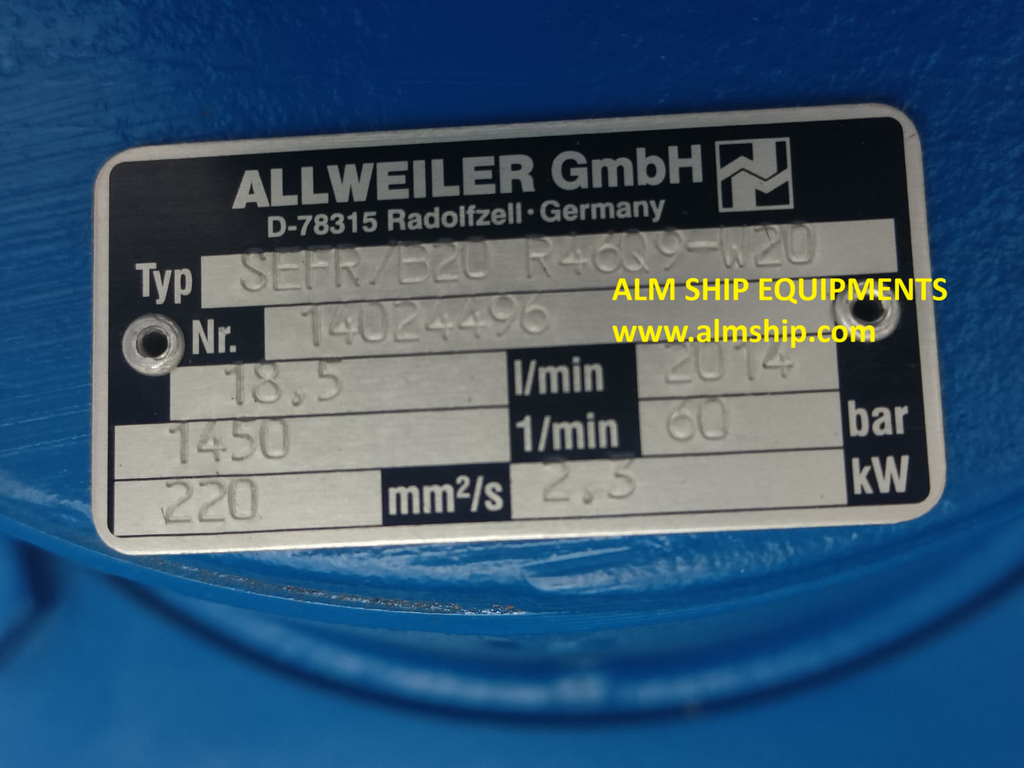 ALLWEILER GmbH
D-78315 Radolfzell · Germany
Typ SEFR/B20 R46Q9-W20
ALM SHIP EQUIPMENTS
Nr. 14024496
www.almship.com
18,5 l/min 2014
1450 1/min 60 bar
220 mm²/s 2,3 kW